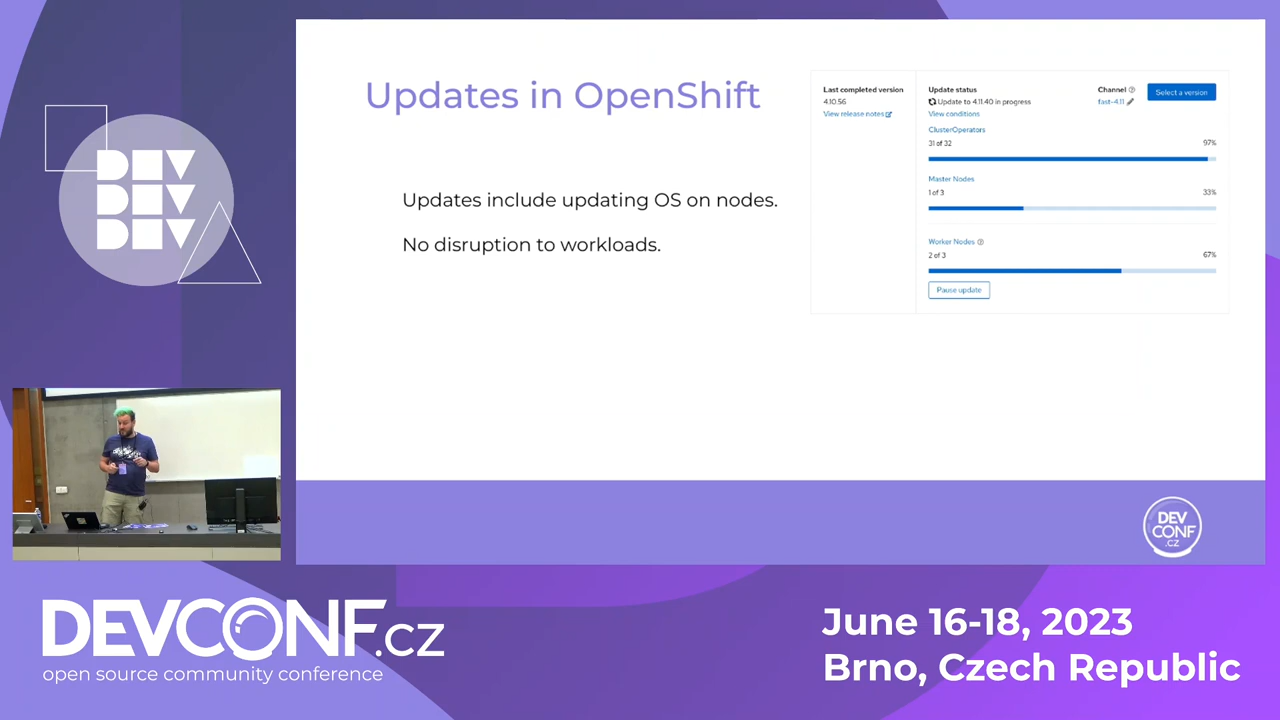 DEV
DEV
DEV
Updates in OpenShift
Updates include updating OS on nodes.
No disruption to workloads.
Last completed version
4.10.56
View release notes
Update status
Update to 4.11.40 in progress
View conditions
Channel
fast-4.11
Select a version
ClusterOperators
31 of 32
97%
Master Nodes
1 of 3
33%
Worker Nodes
2 of 3
67%
Pause update
DEV
CONF
.CZ
DEVCONF.cz
open source community conference
June 16-18, 2023
Brno, Czech Republic